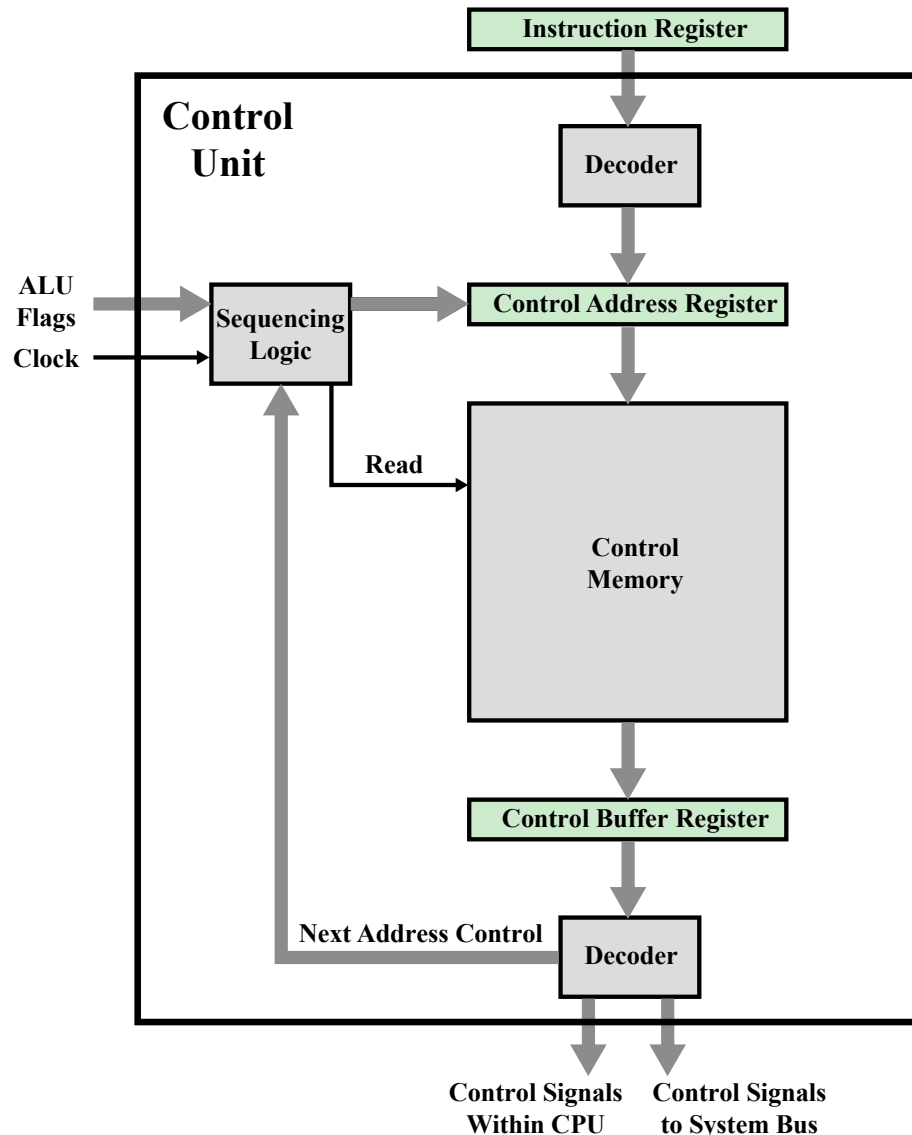 Instruction Register
Control
Unit
Decoder
ALU
Flags
Clock
Sequencing
Logic
Control Address Register
Read
Control
Memory
Control Buffer Register
Next Address Control
Decoder
Control Signals
Within CPU
Control Signals
to System Bus